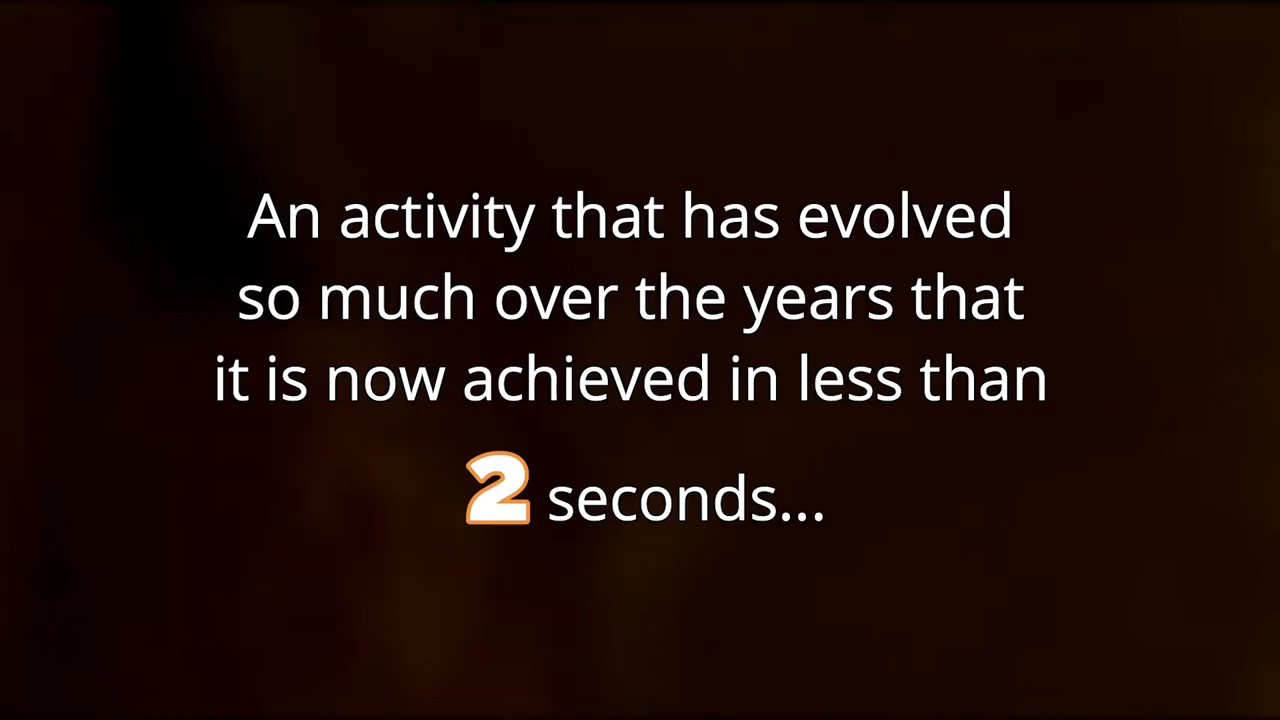 An activity that has evolved
so much over the years that
it is now achieved in less than
2 seconds...